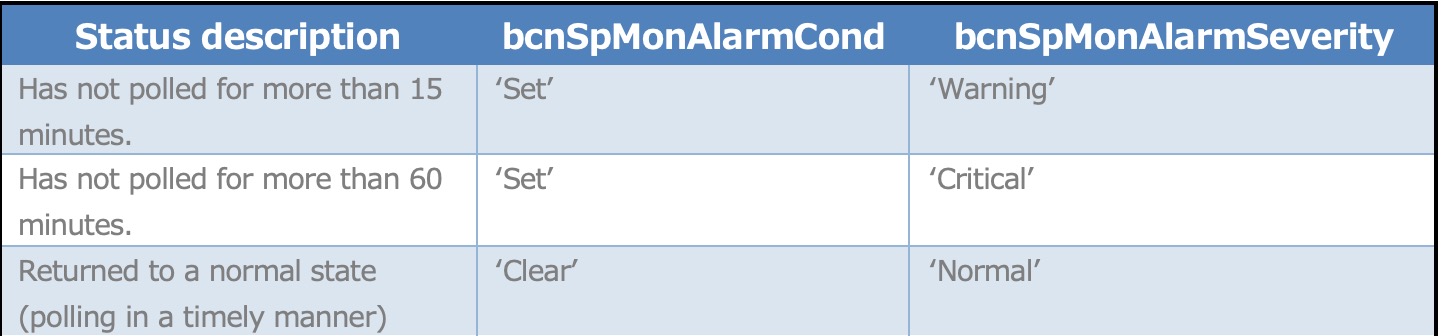 Status description bcnSpMonAlarmCond bcnSpMonAlarmSeverity
Has not polled for more than 15 ‘Set’ ‘Warning’
minutes.
Has not polled for more than 60 ‘Set’ ‘Critical’
minutes.
Returned to a normal state ‘Clear’ ‘Normal’
(polling in a timely manner)